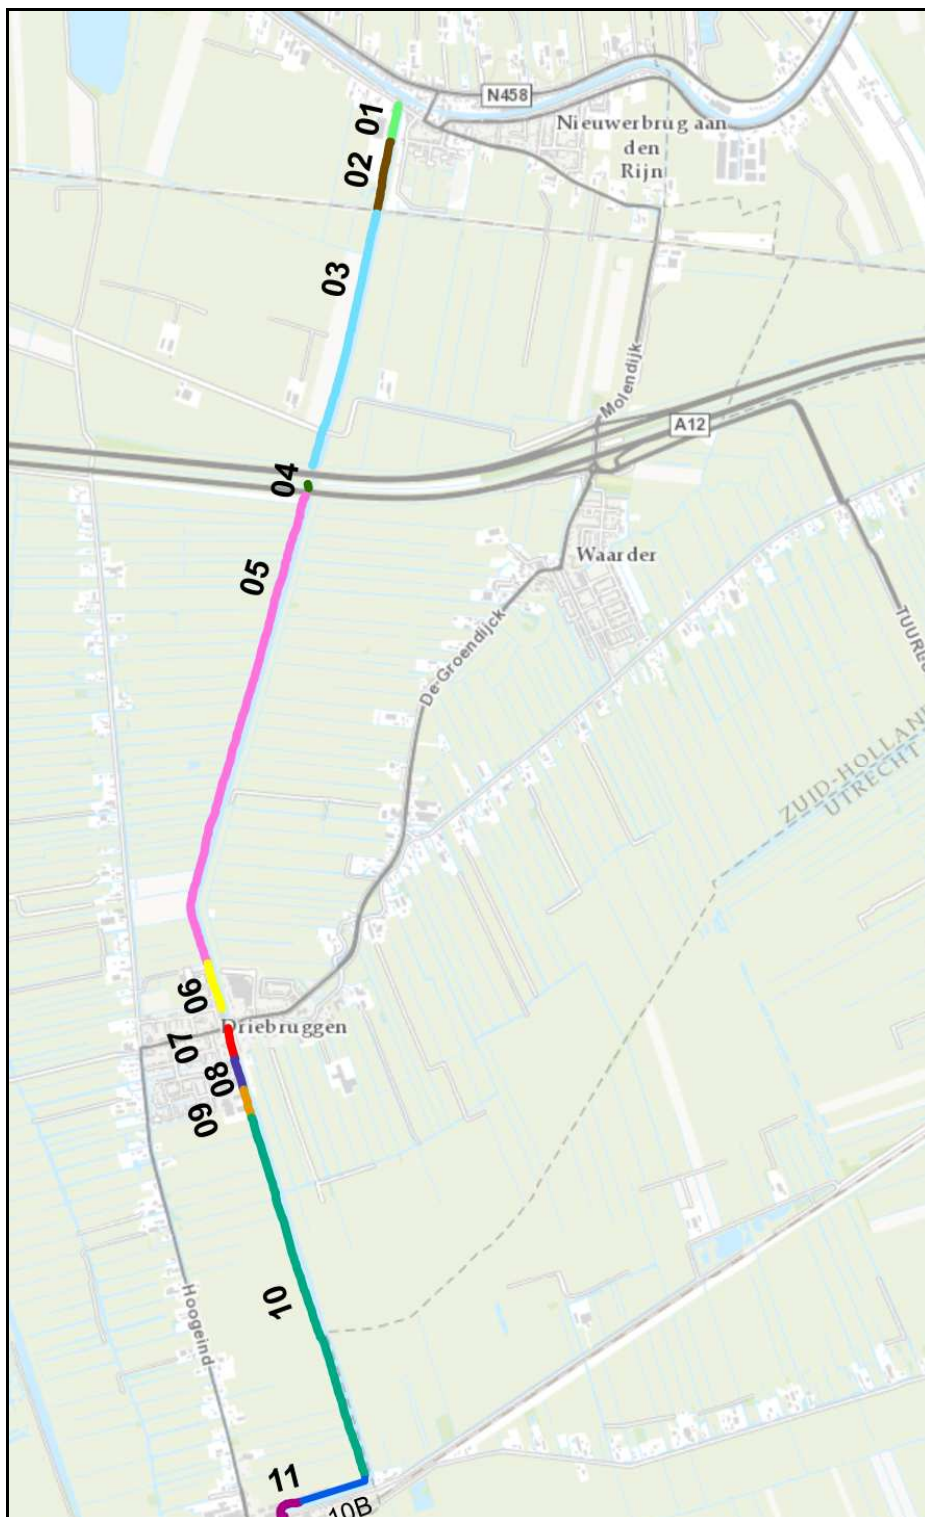 01
N458
Nieuwerbrug aan
den
Rijn
02
03
Molendijk
A12
04
Waarder
05
De Groendijck
ZUID-HOLLAND
UTRECHT
06
Driebruggen
07
08
09
10
Hoogeind
11
10B